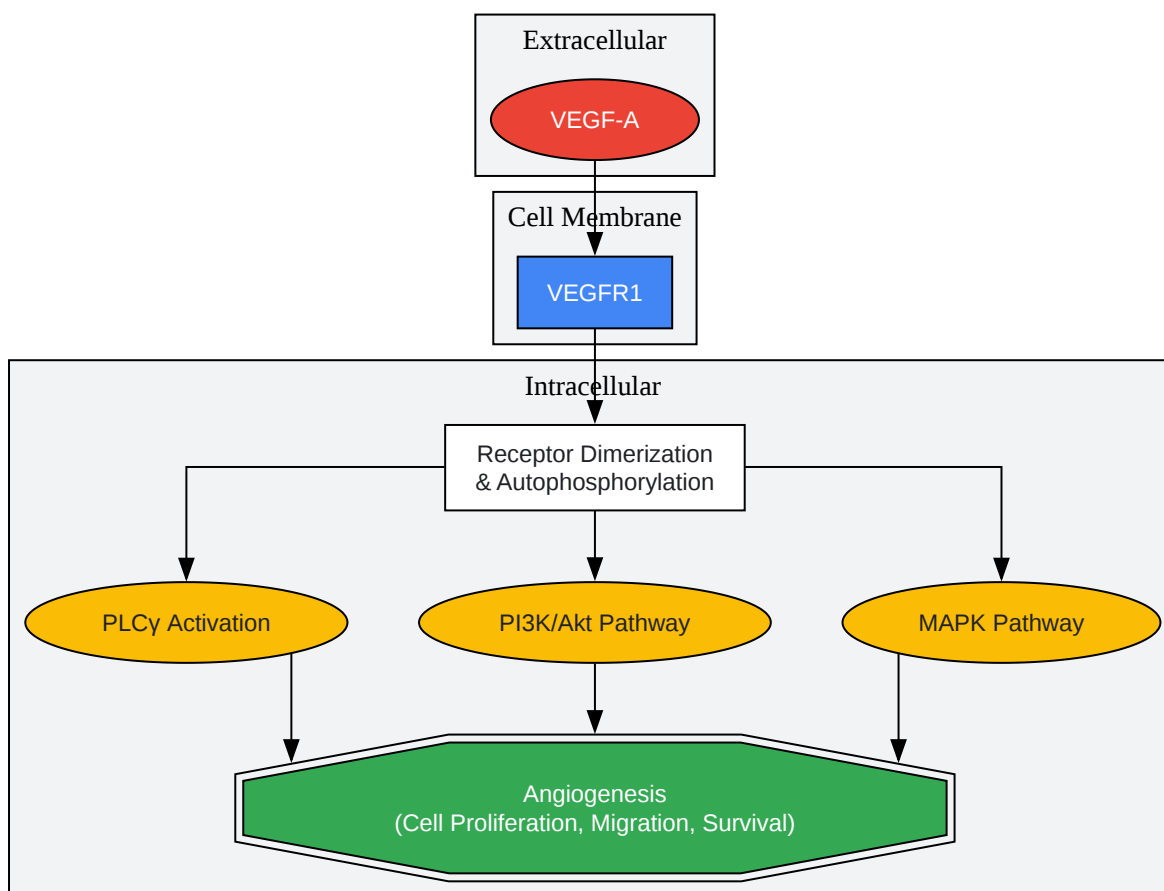 Extracellular
VEGF-A
Cell Membrane
VEGFR1
Intracellular
Receptor Dimerization
& Autophosphorylation
PLCγ Activation
PI3K/Akt Pathway
MAPK Pathway
Angiogenesis
(Cell Proliferation, Migration, Survival)